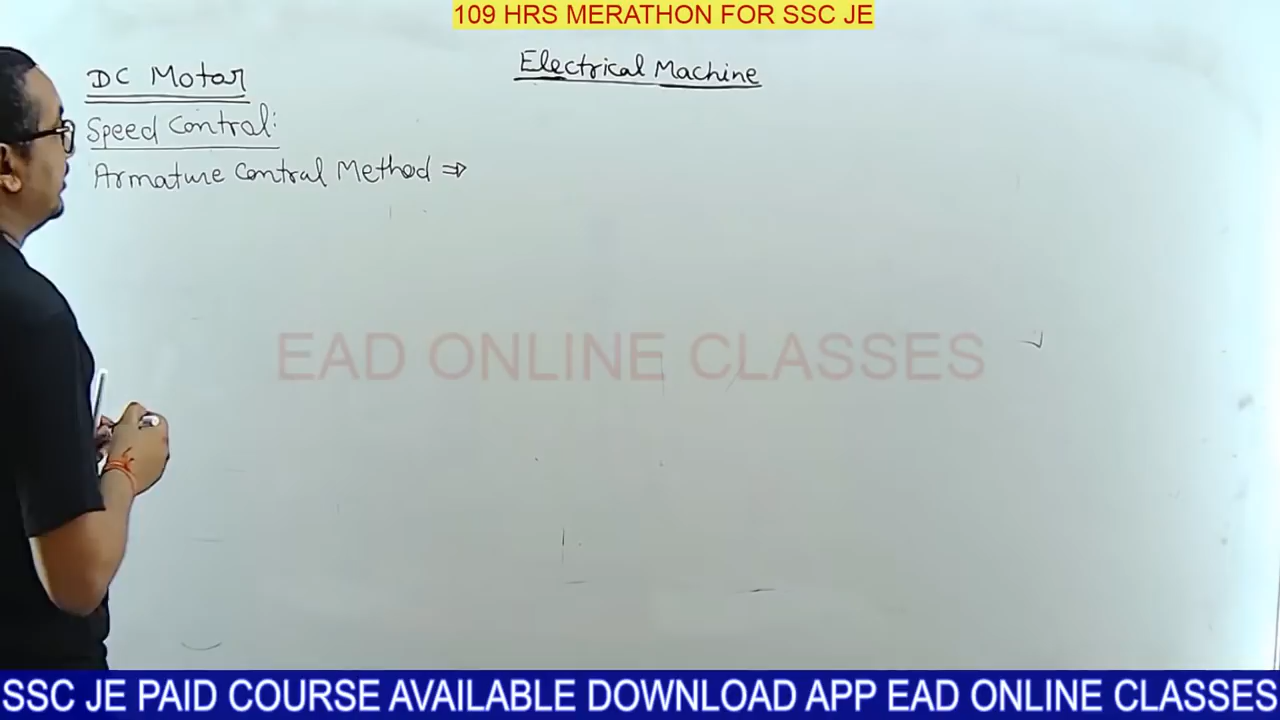 109 HRS MERATHON FOR SSC JE
Electrical Machine
DC Motor
Speed Control:
Armature Control Method ⇒
EAD ONLINE CLASSES
SSC JE PAID COURSE AVAILABLE DOWNLOAD APP EAD ONLINE CLASSES